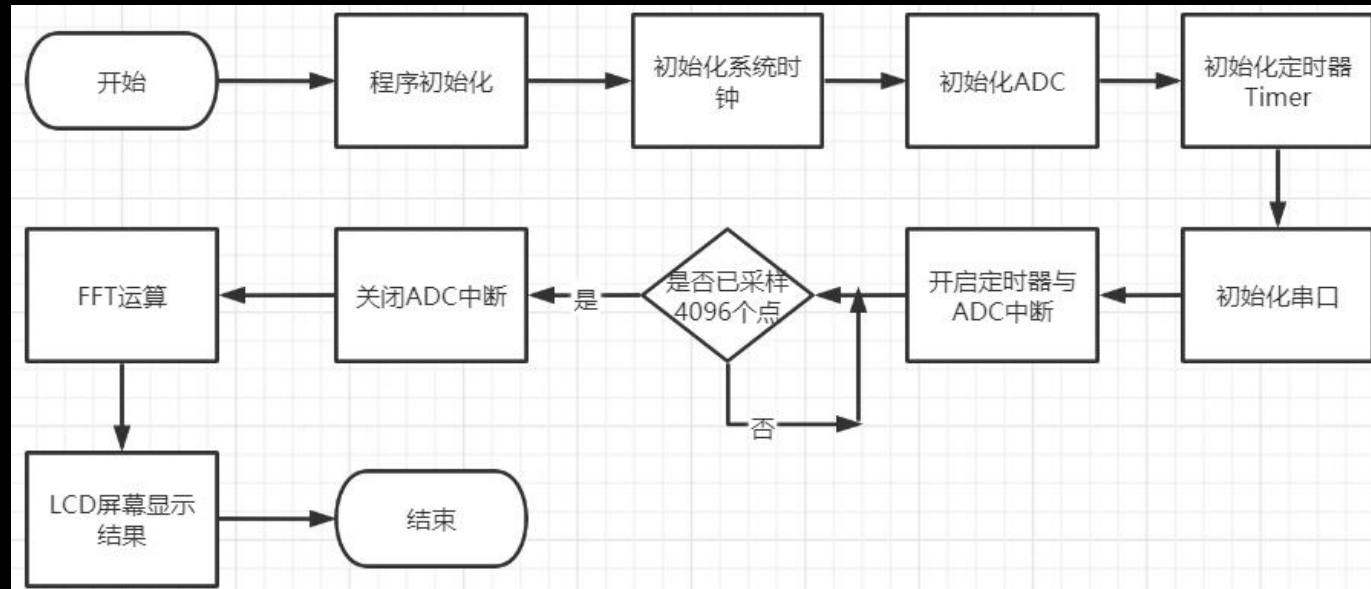 开始
程序初始化
初始化系统时
钟
初始化ADC
初始化定时器
Timer
初始化串口
开启定时器与
ADC中断
是否已采样
4096个点
否
是
关闭ADC中断
FFT运算
LCD屏幕显示
结果
结束